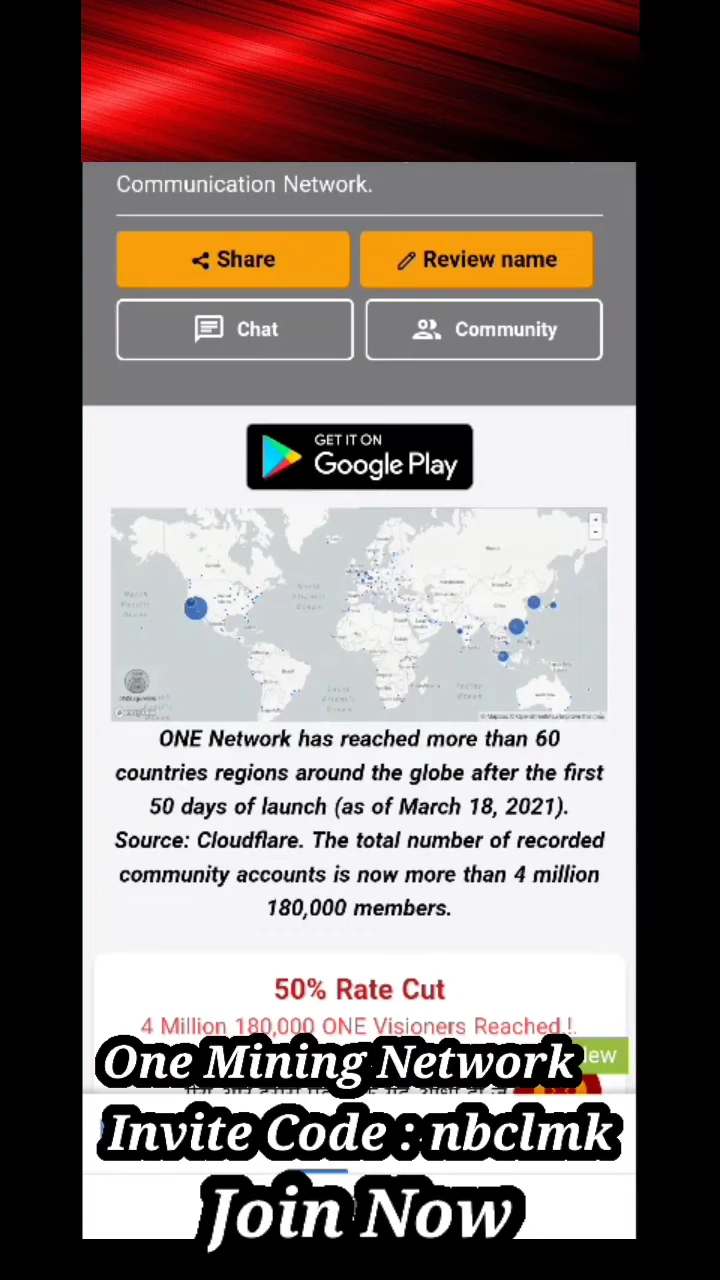 Communication Network.
Share
Review name
Chat
Community
GET IT ON
Google Play
ONE Network has reached more than 60
countries regions around the globe after the first
50 days of launch (as of March 18, 2021).
Source: Cloudflare. The total number of recorded
community accounts is now more than 4 million
180,000 members.
50% Rate Cut
4 Million 180,000 ONE Visioners Reached !.
One Mining Network
Invite Code : nbclmk
Join Now